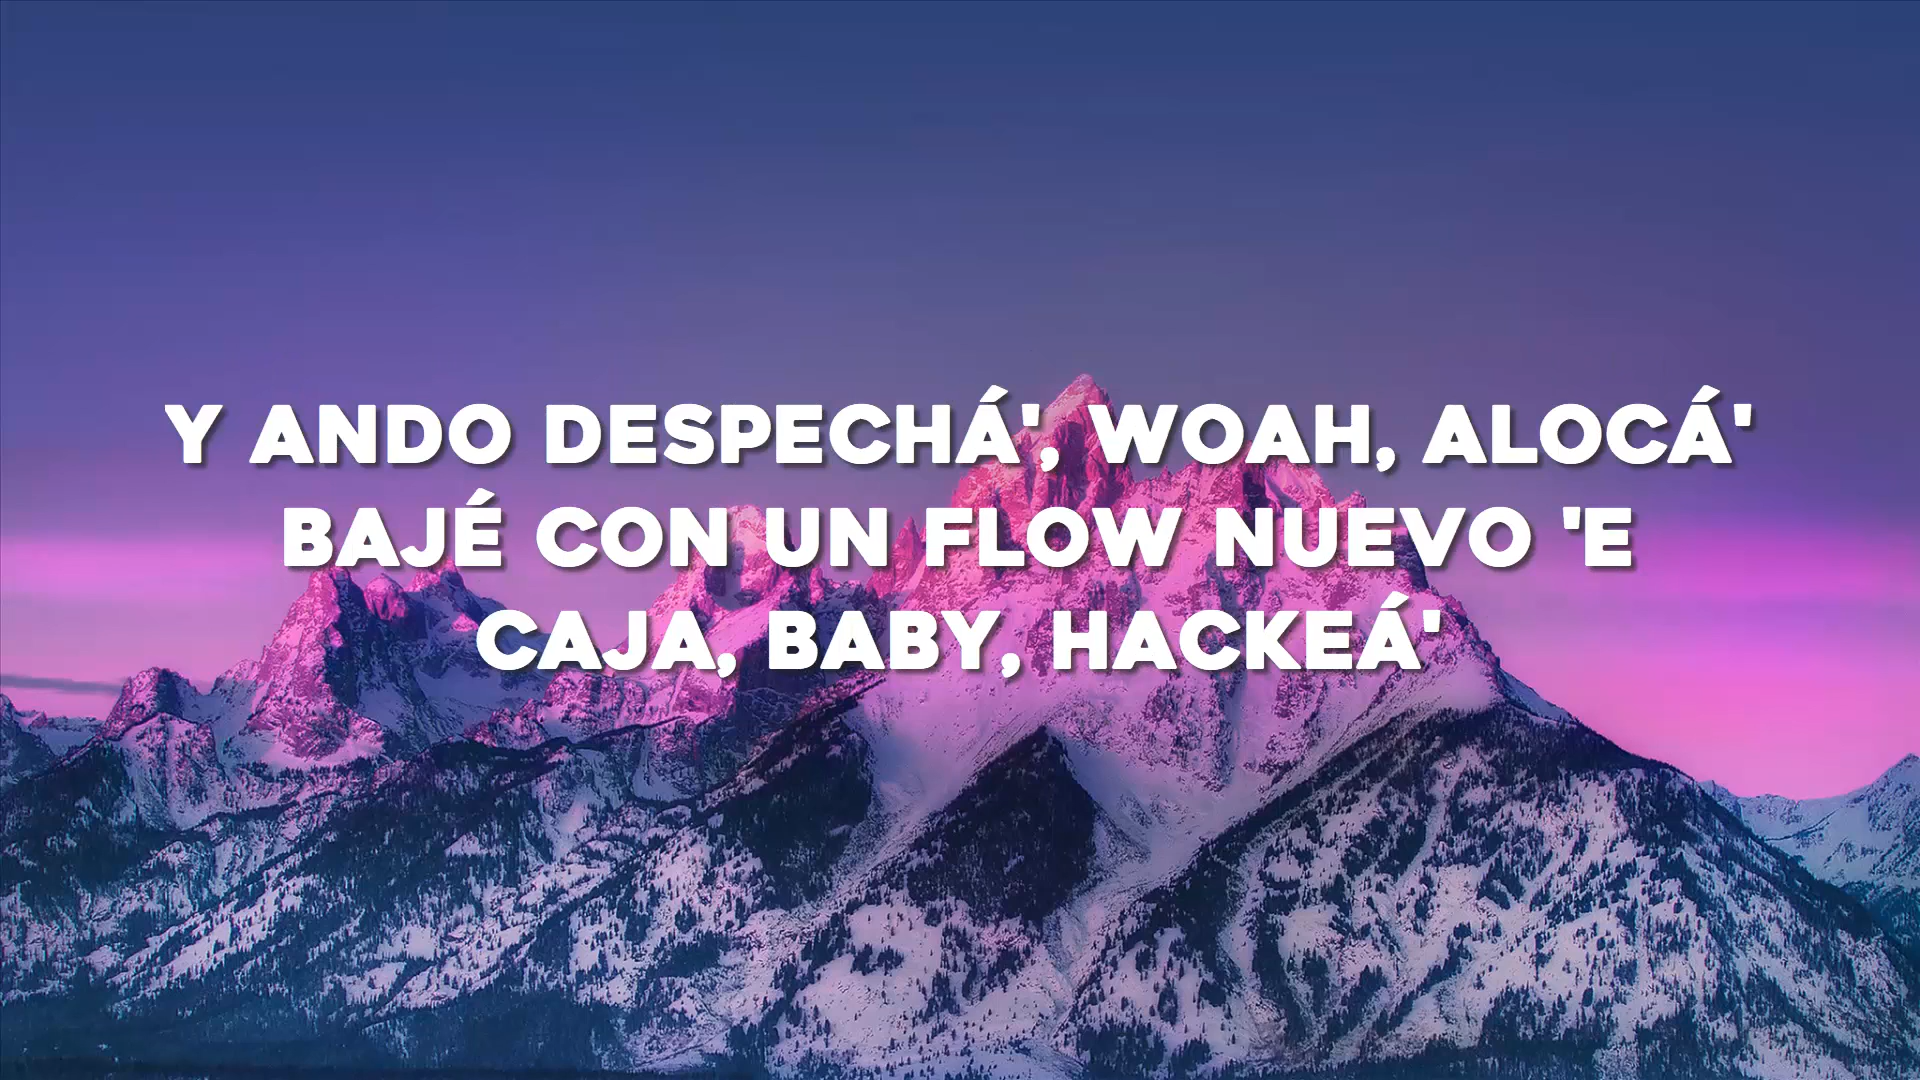 Y ANDO DESPECHÁ', WOAH, ALOCÁ'
BAJÉ CON UN FLOW NUEVO 'E
CAJA, BABY, HACKEÁ'